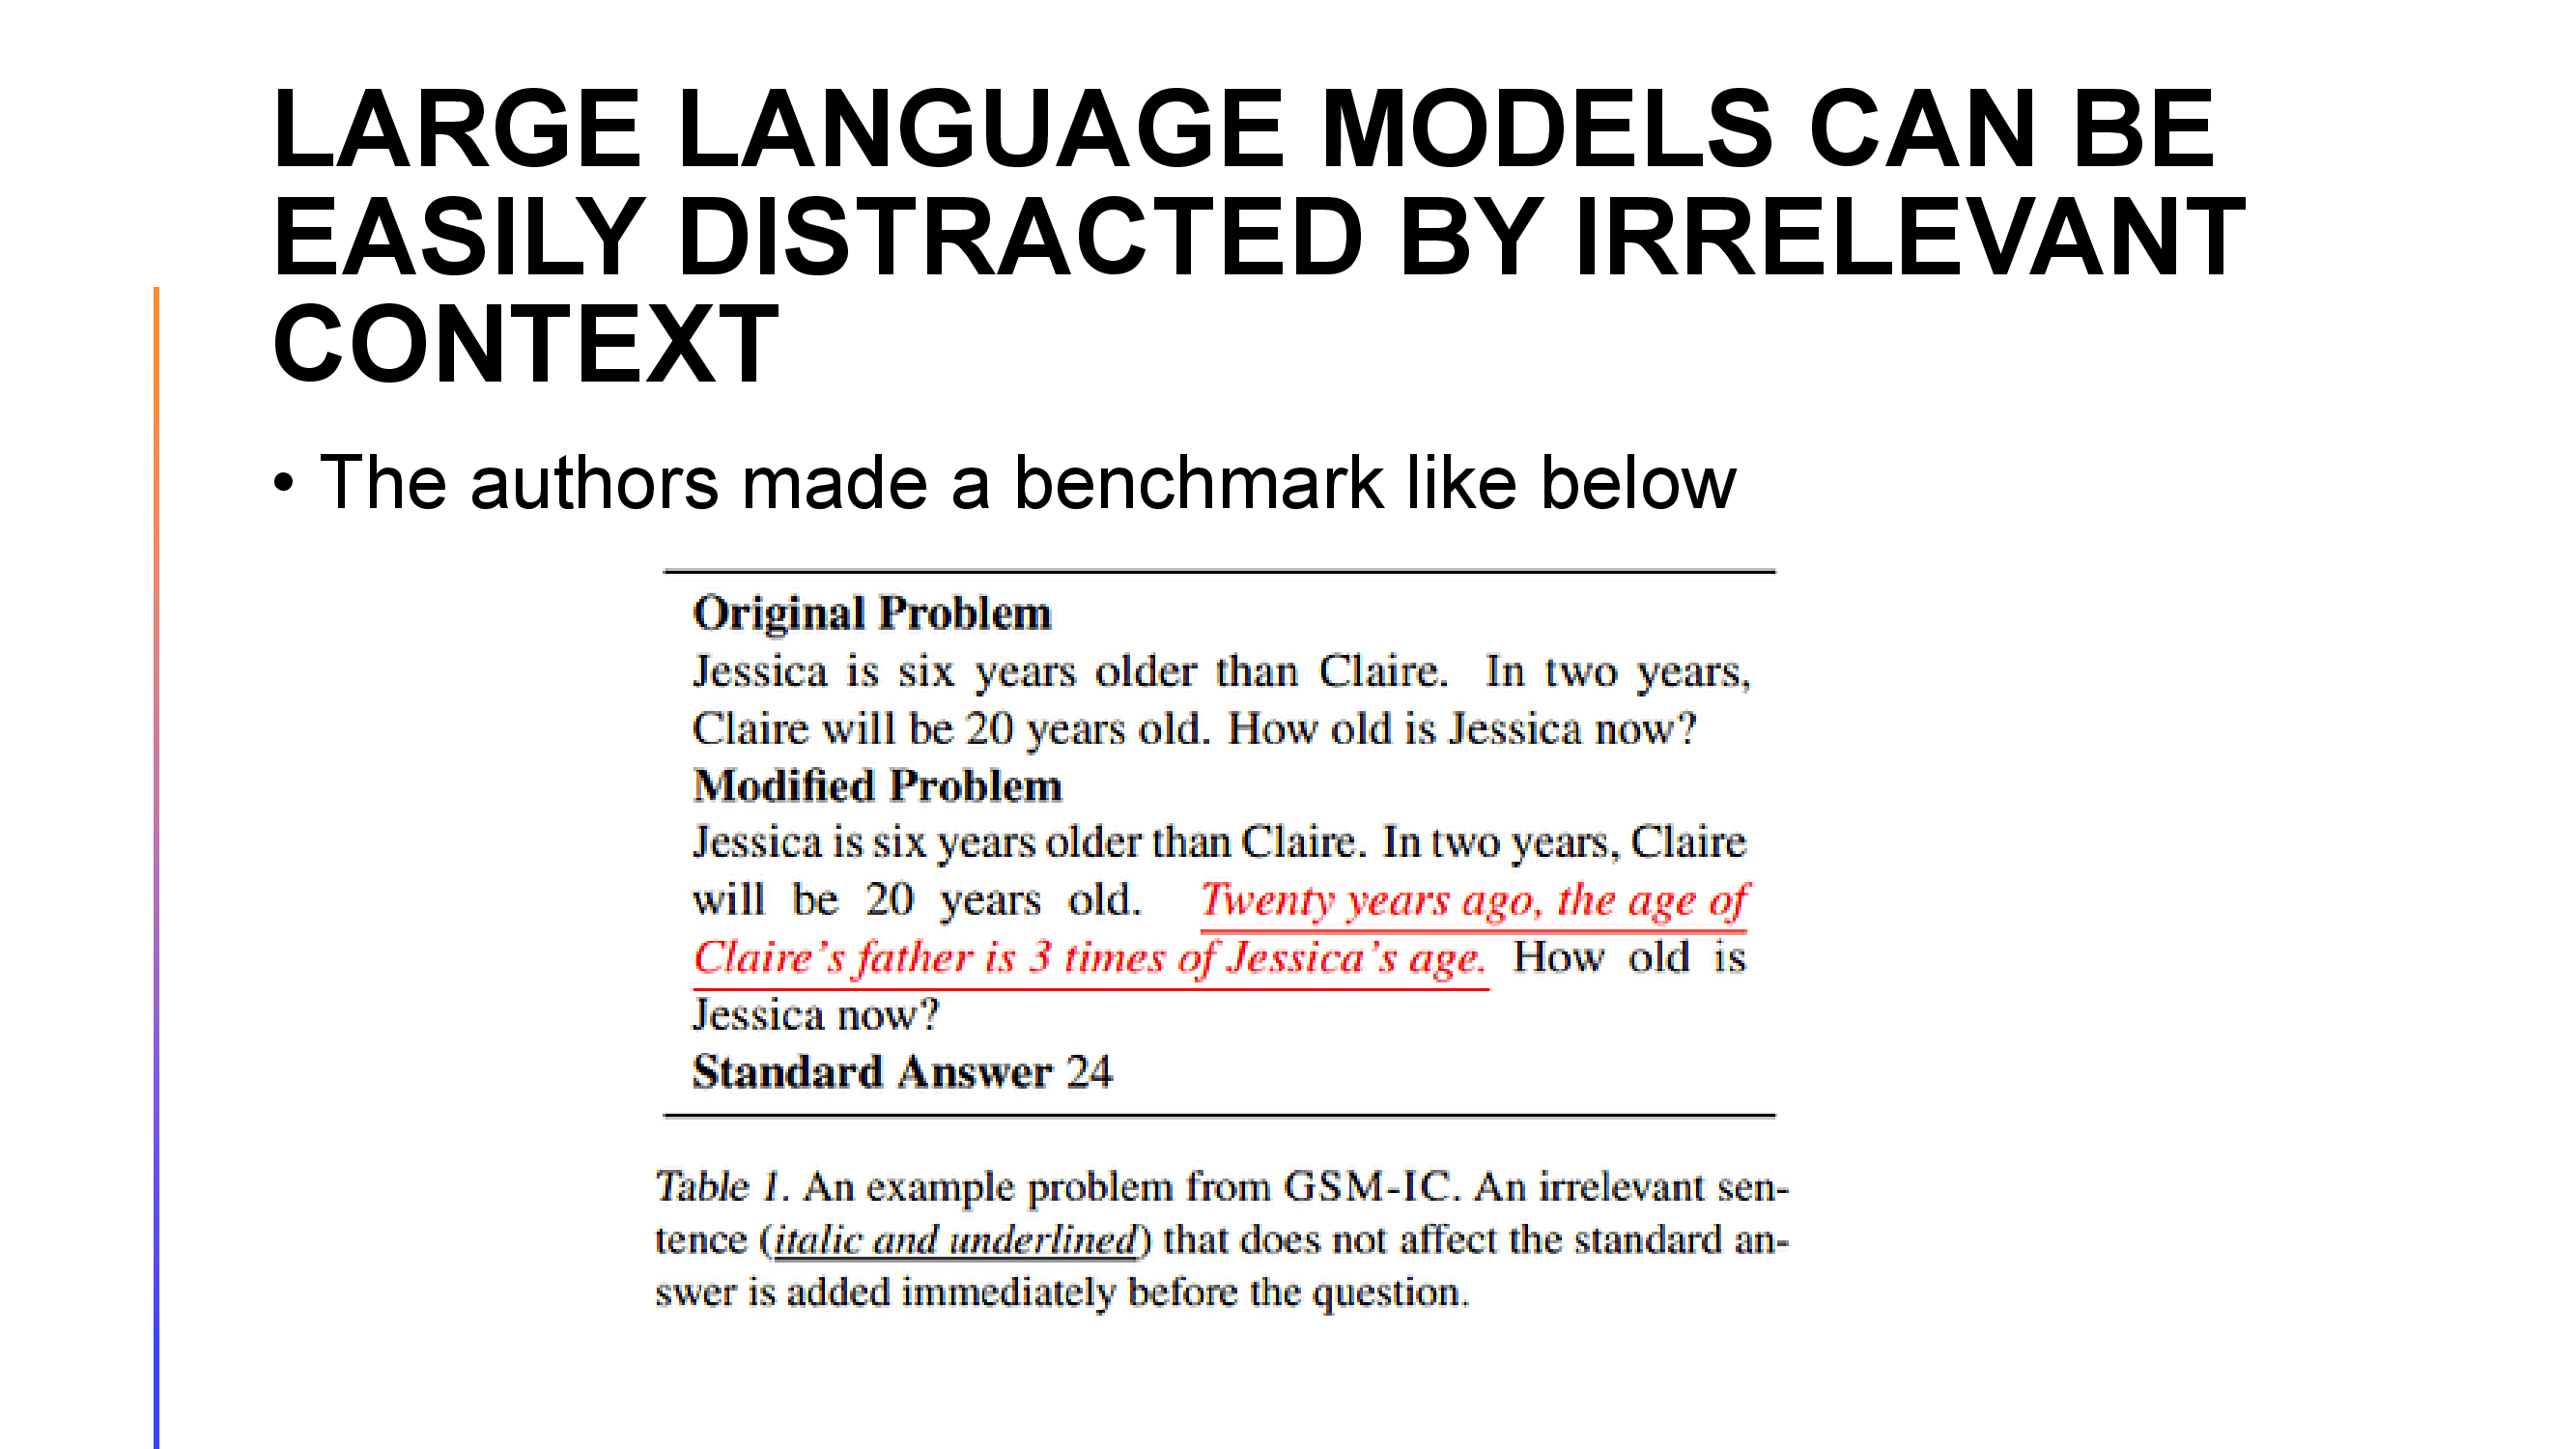 LARGE LANGUAGE MODELS CAN BE
EASILY DISTRACTED BY IRRELEVANT
CONTEXT
• The authors made a benchmark like below
Original Problem
Jessica is six years older than Claire. In two years,
Claire will be 20 years old. How old is Jessica now?
Modified Problem
Jessica is six years older than Claire. In two years, Claire
will be 20 years old. Twenty years ago, the age of
Claire's father is 3 times of Jessica's age. How old is
Jessica now?
Standard Answer 24
Table 1. An example problem from GSM-IC. An irrelevant sen-
tence (italic and underlined) that does not affect the standard an-
swer is added immediately before the question.